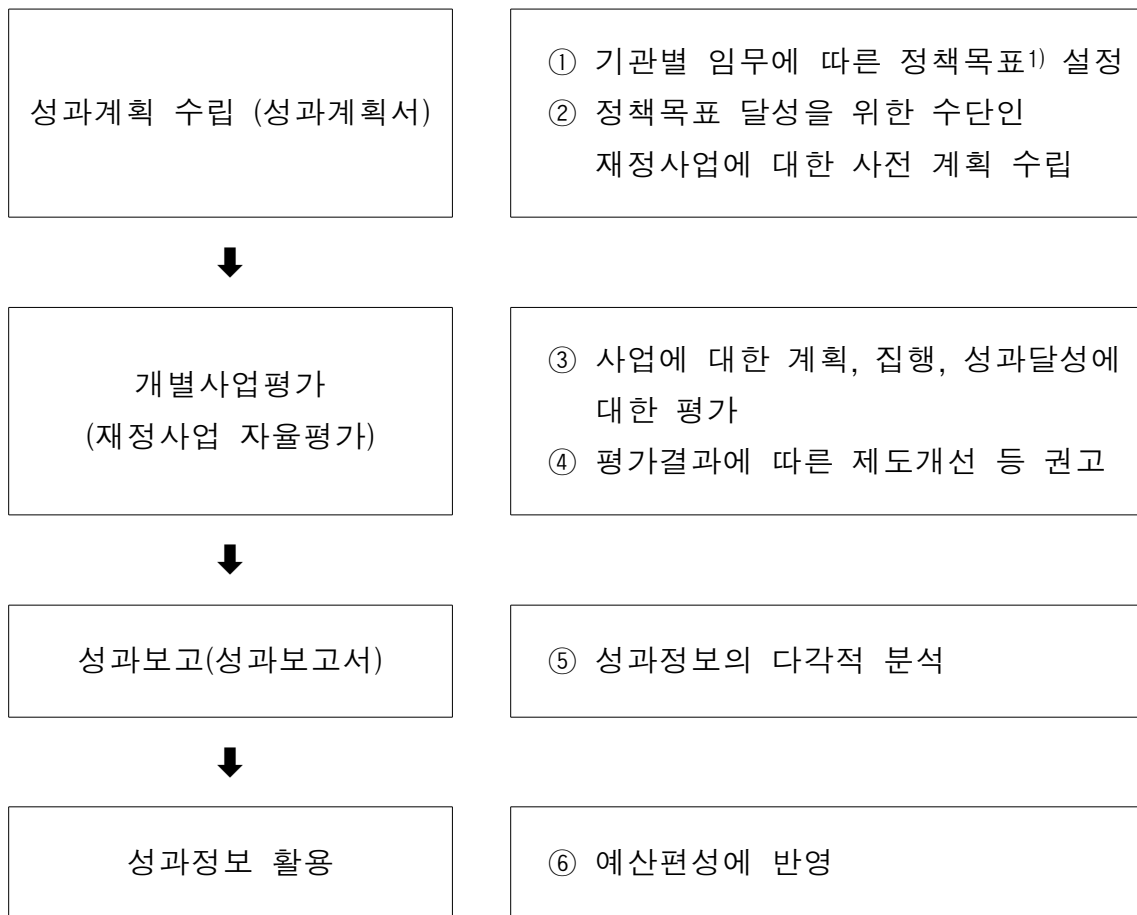 성과계획 수립 (성과계획서)
① 기관별 임무에 따른 정책목표1) 설정
② 정책목표 달성을 위한 수단인
재정사업에 대한 사전 계획 수립
개별사업평가
(재정사업 자율평가)
③ 사업에 대한 계획, 집행, 성과달성에
대한 평가
④ 평가결과에 따른 제도개선 등 권고
성과보고(성과보고서)
⑤ 성과정보의 다각적 분석
성과정보 활용
⑥ 예산편성에 반영